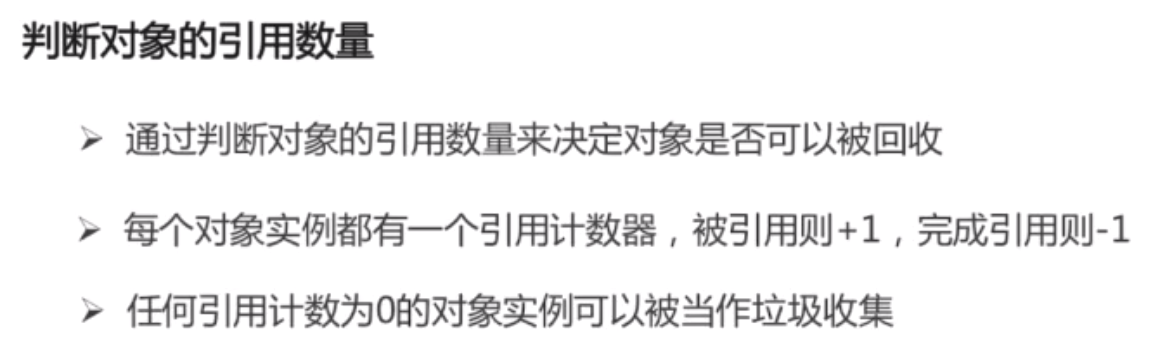 判断对象的引用数量
➢ 通过判断对象的引用数量来决定对象是否可以被回收
➢ 每个对象实例都有一个引用计数器，被引用则+1，完成引用则-1
➢ 任何引用计数为0的对象实例可以被当作垃圾收集